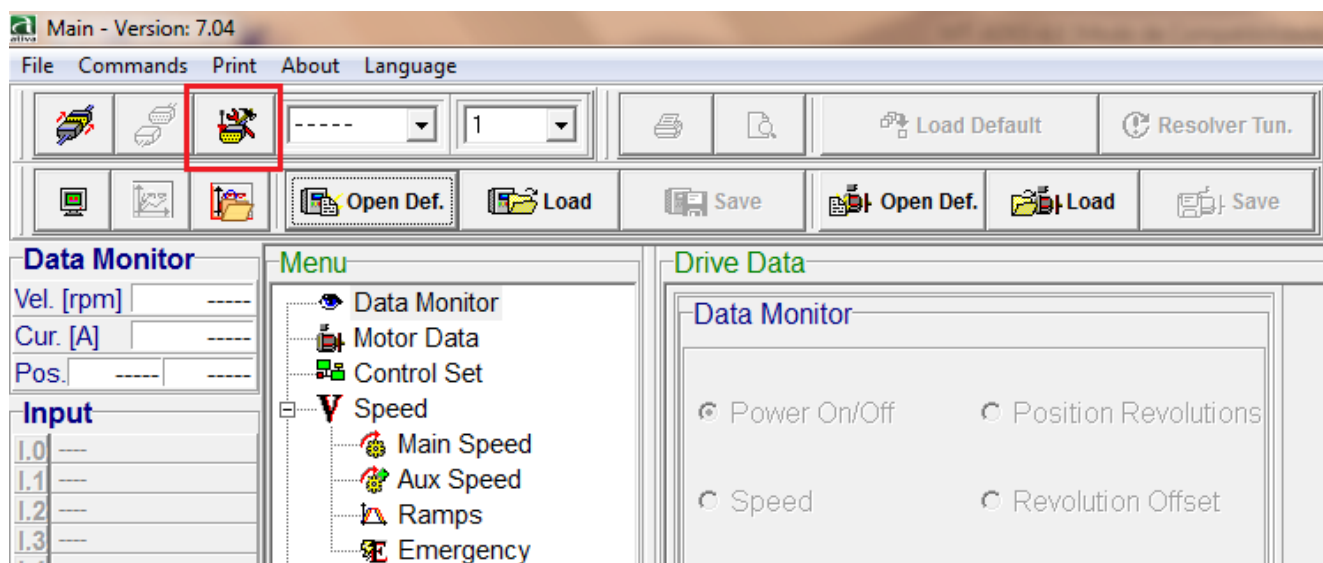 Main - Version: 7.04
File Commands Print About Language
----- 1 Load Default Resolver Tun.
Open Def. Load Save Open Def. Load Save
Data Monitor
Vel. [rpm] -----
Cur. [A] -----
Pos. ----- -----
Input
I.0 ----
I.1 ----
I.2 ----
I.3 ----
Menu
Data Monitor
Motor Data
Control Set
V Speed
Main Speed
Aux Speed
Ramps
E Emergency
Drive Data
Data Monitor
Power On/Off Position Revolutions
Speed Revolution Offset